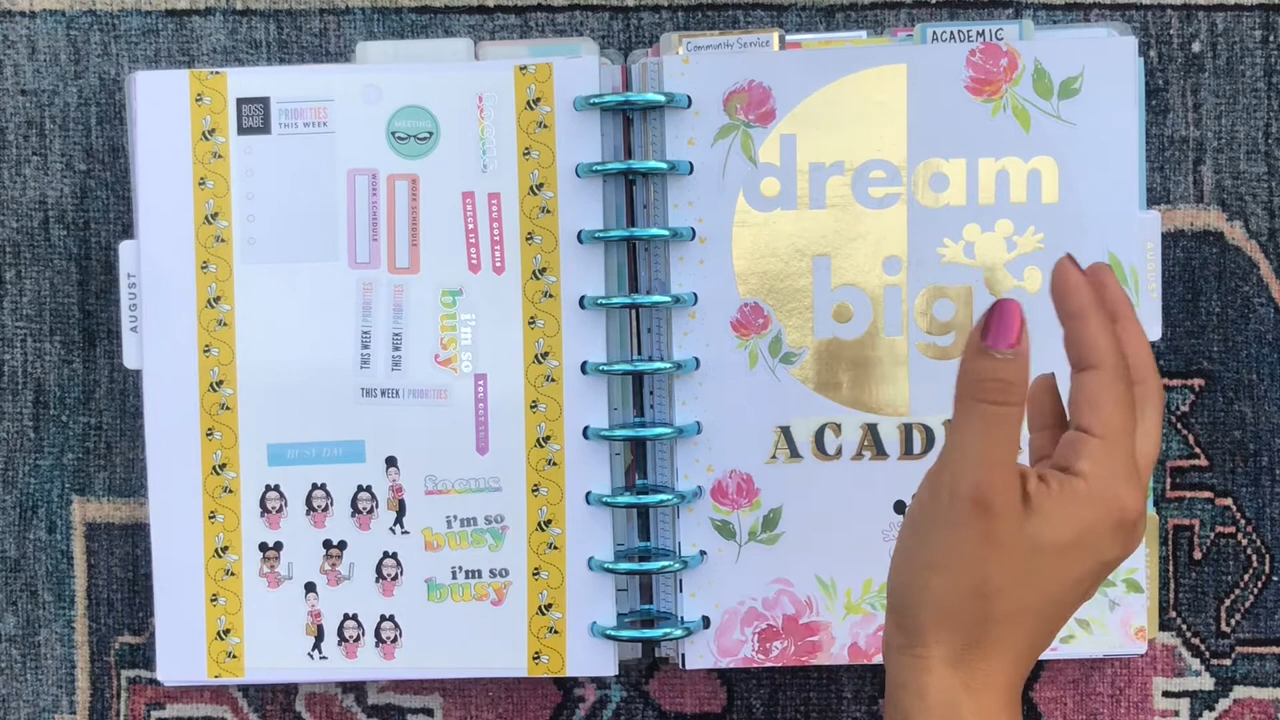 Community Service
ACADEMIC
AUGUST
BOSS
BABE
PRIORITIES
THIS WEEK
MEETING
focus
WORK SCHEDULE
WORK SCHEDULE
CHECK IT OFF
YOU GOT THIS
THIS WEEK | PRIORITIES
THIS WEEK | PRIORITIES
i'm so
busy
THIS WEEK | PRIORITIES
YOU GOT THIS
BUSY DAY
focus
i'm so
busy
i'm so
busy
dream
big
ACAD
AUGUST